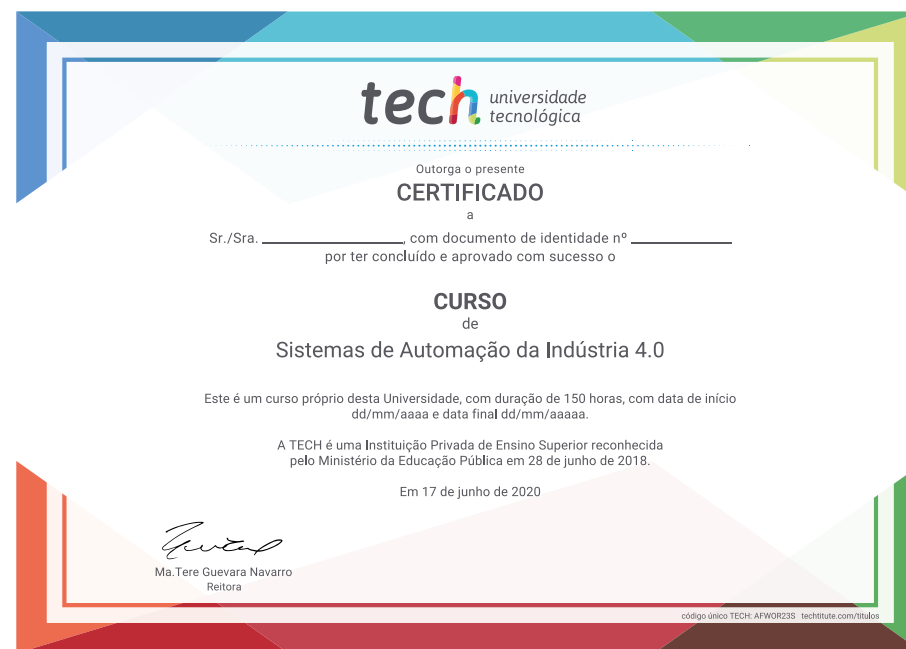 tech universidade
tecnológica
Outorga o presente
CERTIFICADO
a
Sr./Sra. ________________, com documento de identidade nº ____________
por ter concluído e aprovado com sucesso o
CURSO
de
Sistemas de Automação da Indústria 4.0
Este é um curso próprio desta Universidade, com duração de 150 horas, com data de início
dd/mm/aaaa e data final dd/mm/aaaaa.
A TECH é uma Instituição Privada de Ensino Superior reconhecida
pelo Ministério da Educação Pública em 28 de junho de 2018.
Em 17 de junho de 2020
Ma.Tere Guevara Navarro
Reitora
código único TECH: AFWOR23S techtitute.com/títulos